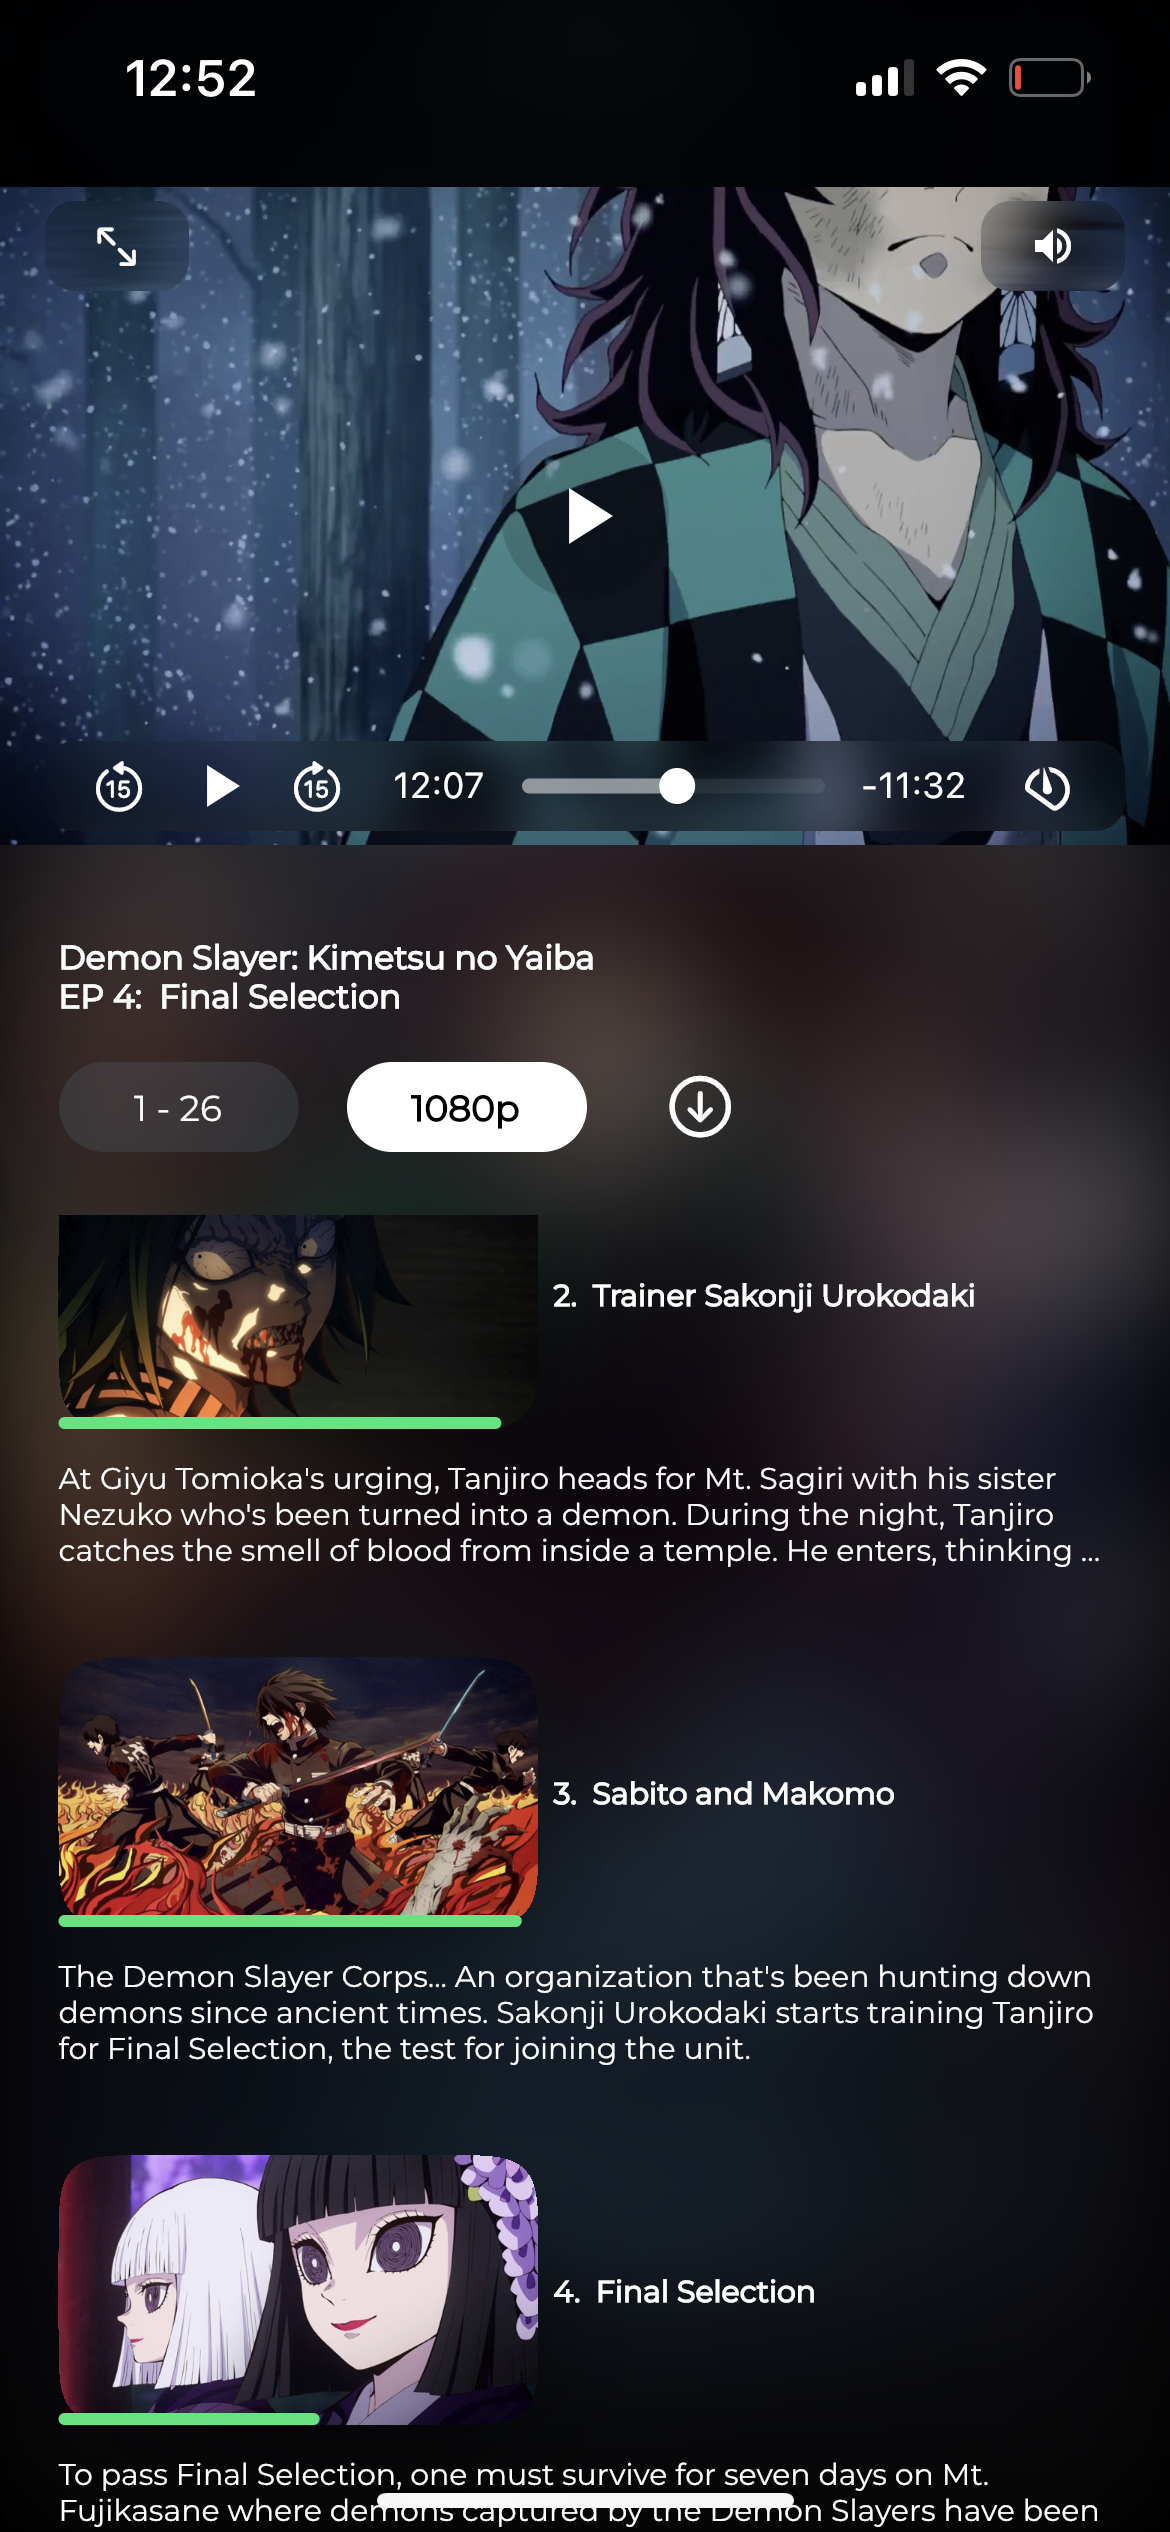 12:52
15
15
12:07
-11:32
Demon Slayer: Kimetsu no Yaiba
EP 4: Final Selection
1 - 26
1080p
2. Trainer Sakonji Urokodaki
At Giyu Tomioka's urging, Tanjiro heads for Mt. Sagiri with his sister
Nezuko who's been turned into a demon. During the night, Tanjiro
catches the smell of blood from inside a temple. He enters, thinking ...
3. Sabito and Makomo
The Demon Slayer Corps... An organization that's been hunting down
demons since ancient times. Sakonji Urokodaki starts training Tanjiro
for Final Selection, the test for joining the unit.
4. Final Selection
To pass Final Selection, one must survive for seven days on Mt.
Fujikasane where demons captured by the Demon Slayers have been